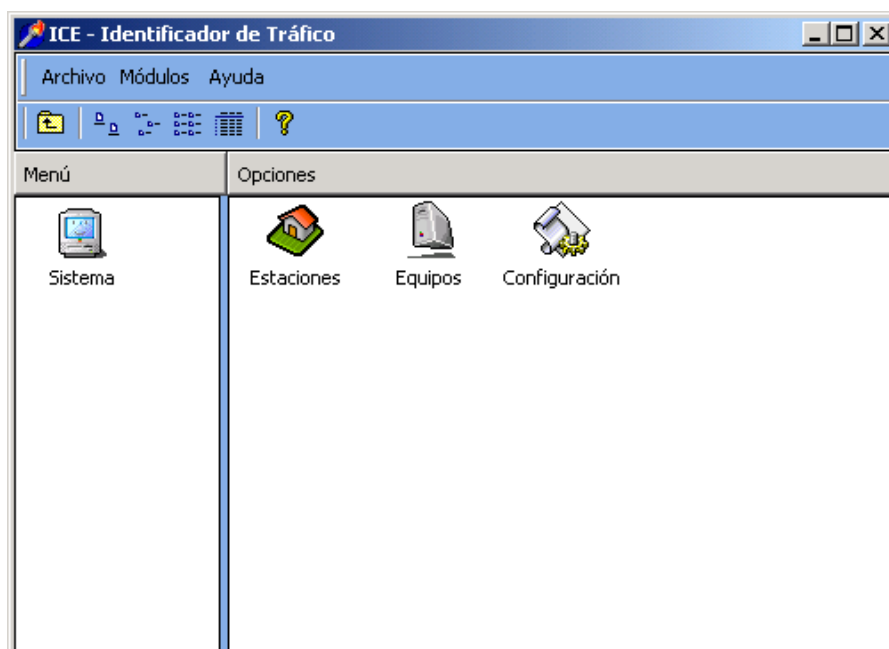 ICE - Identificador de Tráfico
Archivo Módulos Ayuda
Menú
Opciones
Sistema
Estaciones
Equipos
Configuración